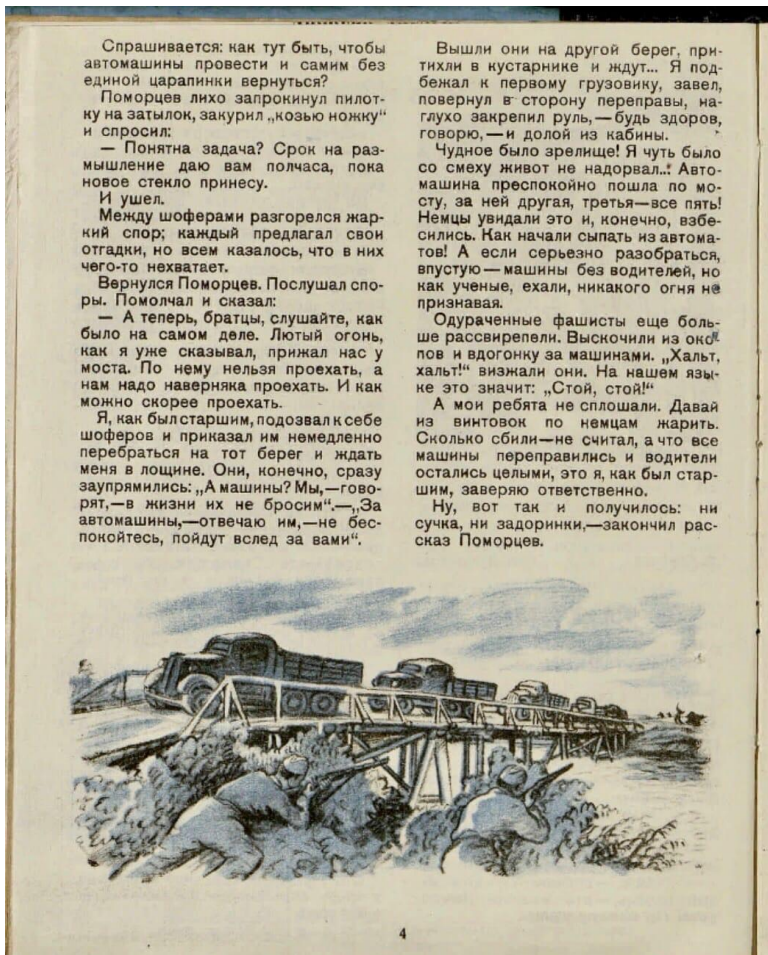 Спрашивается: как тут быть, чтобы
автомашины провести и самим без
единой царапинки вернуться?
Поморцев лихо запрокинул пилот-
ку на затылок, закурил „козью ножку“
и спросил:
— Понятна задача? Срок на раз-
мышление даю вам полчаса, пока
новое стекло принесу.
И ушел.
Между шоферами разгорелся жар-
кий спор; каждый предлагал свои
отгадки, но всем казалось, что в них
чего-то нехватает.
Вернулся Поморцев. Послушал спо-
ры. Помолчал и сказал:
— А теперь, братцы, слушайте, как
было на самом деле. Лютый огонь,
как я уже сказывал, прижал нас у
моста. По нему нельзя проехать, а
нам надо наверняка проехать. И как
можно скорее проехать.
Я, как был старшим, подозвал к себе
шоферов и приказал им немедленно
перебраться на тот берег и ждать
меня в лощине. Они, конечно, сразу
заупрямились: „А машины? Мы,—гово-
рят,—в жизни их не бросим“.—„За
автомашины,—отвечаю им,—не бес-
покойтесь, пойдут вслед за вами“.
Вышли они на другой берег, при-
тихли в кустарнике и ждут... Я под-
бежал к первому грузовику, завел,
повернул в сторону переправы, на-
глухо закрепил руль,—будь здоров,
говорю,—и долой из кабины.
Чудное было зрелище! Я чуть было
со смеху живот не надорвал... Авто-
машина преспокойно пошла по мо-
сту, за ней другая, третья—все пять!
Немцы увидали это и, конечно, взбе-
сились. Как начали сыпать из автома-
тов! А если серьезно разобраться,
впустую—машины без водителей, но
как ученые, ехали, никакого огня не
признавая.
Одураченные фашисты еще боль-
ше рассвирепели. Выскочили из око-
пов и вдогонку за машинами. „Хальт,
хальт!“ визжали они. На нашем язы-
ке это значит: „Стой, стой!“
А мои ребята не сплошали. Давай
из винтовок по немцам жарить.
Сколько сбили—не считал, а что все
машины переправились и водители
остались целыми, это я, как был стар-
шим, заверяю ответственно.
Ну, вот так и получилось: ни
сучка, ни задоринки,—закончил рас-
сказ Поморцев.
4